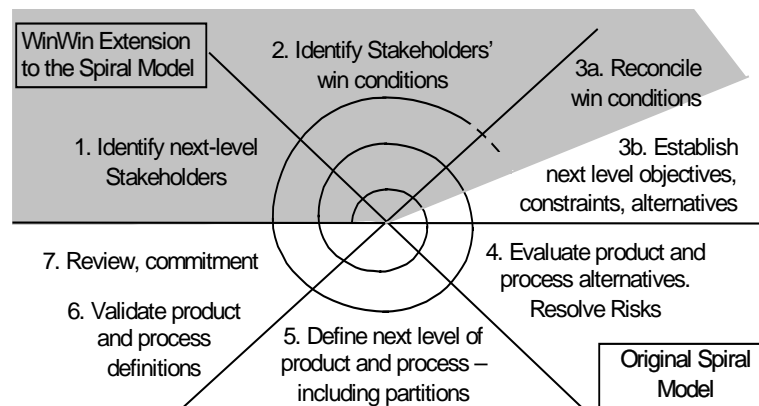 WinWin Extension
to the Spiral Model
2. Identify Stakeholders’
win conditions
3a. Reconcile
win conditions
1. Identify next-level
Stakeholders
3b. Establish
next level objectives,
constraints, alternatives
7. Review, commitment
4. Evaluate product and
process alternatives.
Resolve Risks
6. Validate product
and process
definitions
5. Define next level of
product and process –
including partitions
Original Spiral
Model